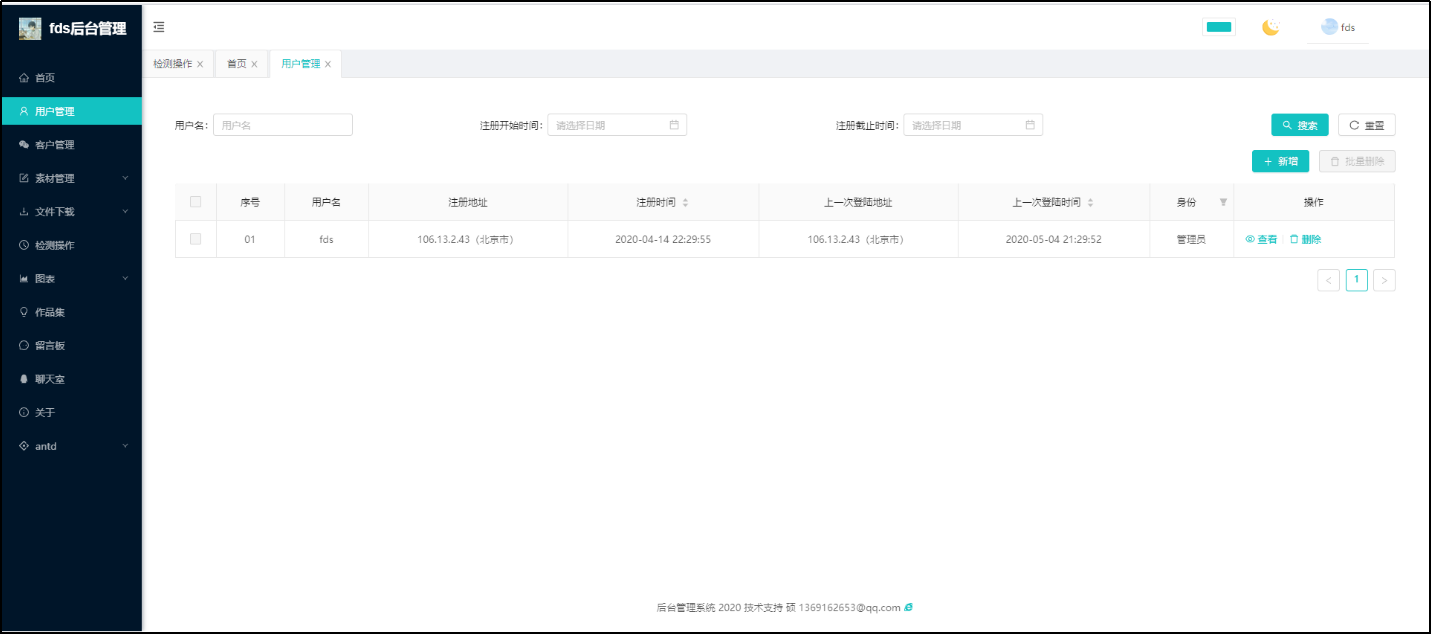 fds后台管理
fds
检测操作 首页 用户管理
首页
用户管理
客户管理
素材管理
文件下载
检测操作
图表
作品集
留言板
聊天室
关于
antd
用户名: 用户名 注册开始时间: 请选择日期 注册截止时间: 请选择日期 搜索 重置
新增 批量删除
序号 用户名 注册地址 注册时间 上一次登陆地址 上一次登陆时间 身份 操作
01 fds 106.13.2.43（北京市） 2020-04-14 22:29:55 106.13.2.43（北京市） 2020-05-04 21:29:52 管理员 查看 删除
< 1 >
后台管理系统 2020 技术支持 硕 1369162653@qq.com